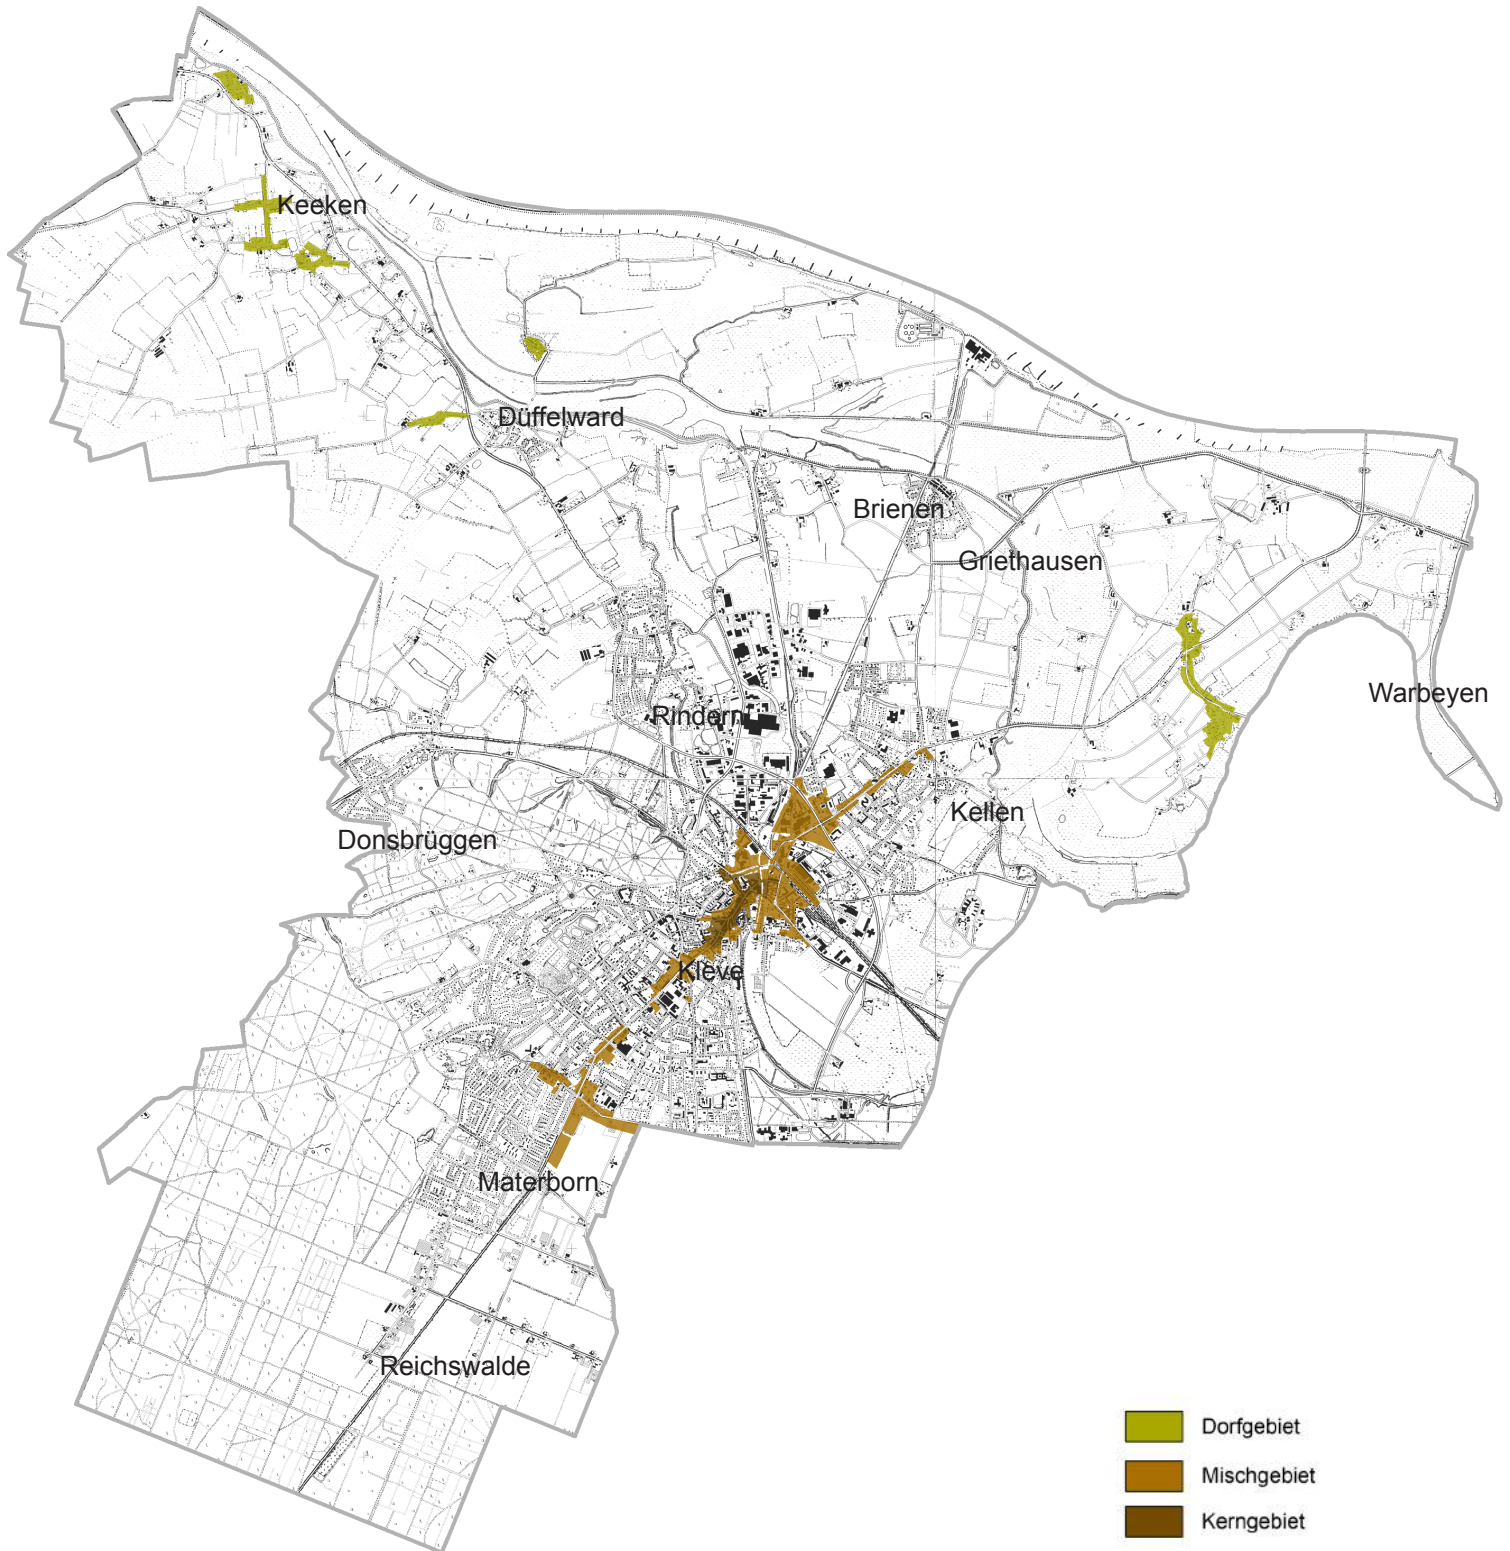 Keeken
Düffelward
Brienen
Griethausen
Warbeyen
Rindern
Kellen
Donsbrüggen
Kleve
Materborn
Reichswalde
Dorfgebiet
Mischgebiet
Kerngebiet